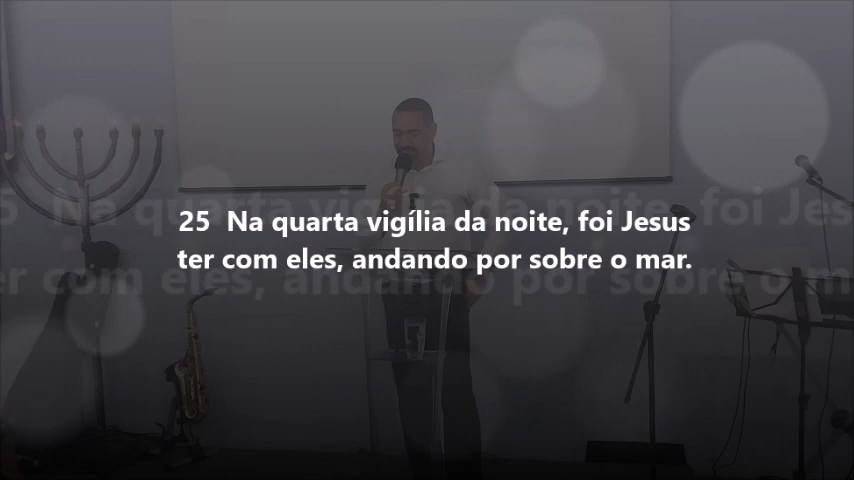 25  Na quarta vigília da noite, foi Jesus
ter com eles, andando por sobre o mar.